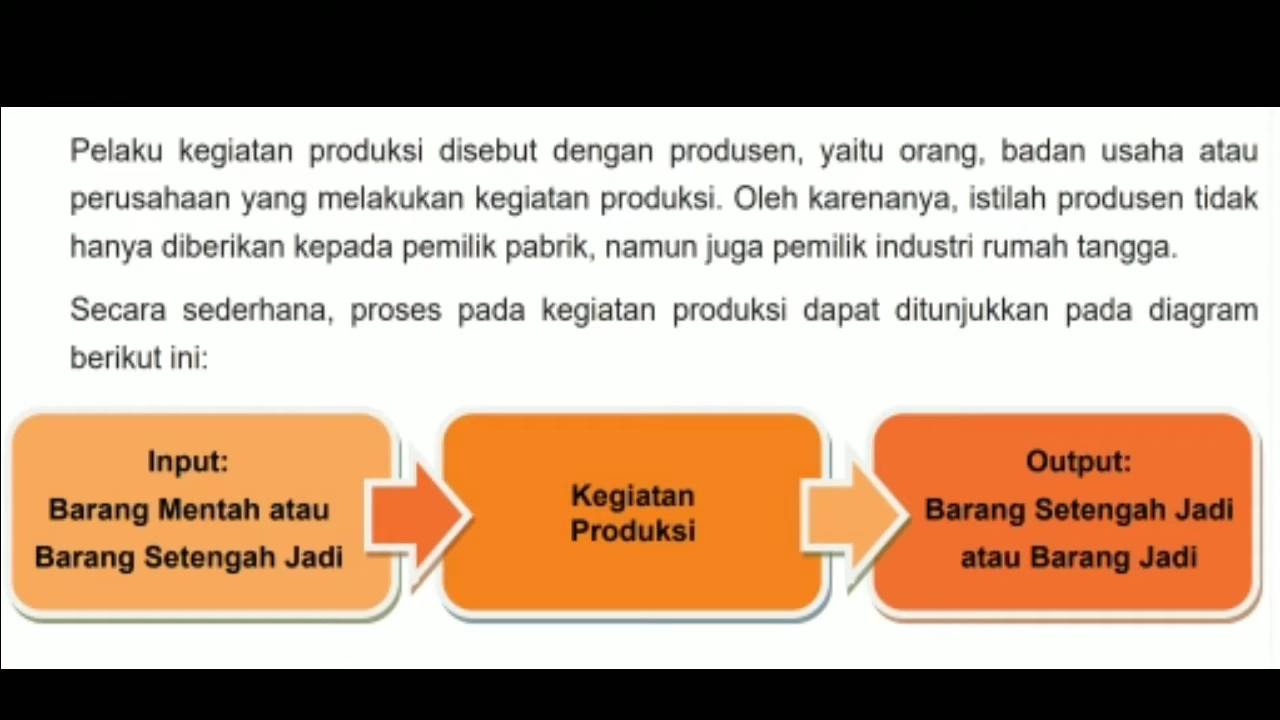 Pelaku kegiatan produksi disebut dengan produsen, yaitu orang, badan usaha atau
perusahaan yang melakukan kegiatan produksi. Oleh karenanya, istilah produsen tidak
hanya diberikan kepada pemilik pabrik, namun juga pemilik industri rumah tangga.
Secara sederhana, proses pada kegiatan produksi dapat ditunjukkan pada diagram
berikut ini:
Input:
Barang Mentah atau
Barang Setengah Jadi
Kegiatan
Produksi
Output:
Barang Setengah Jadi
atau Barang Jadi